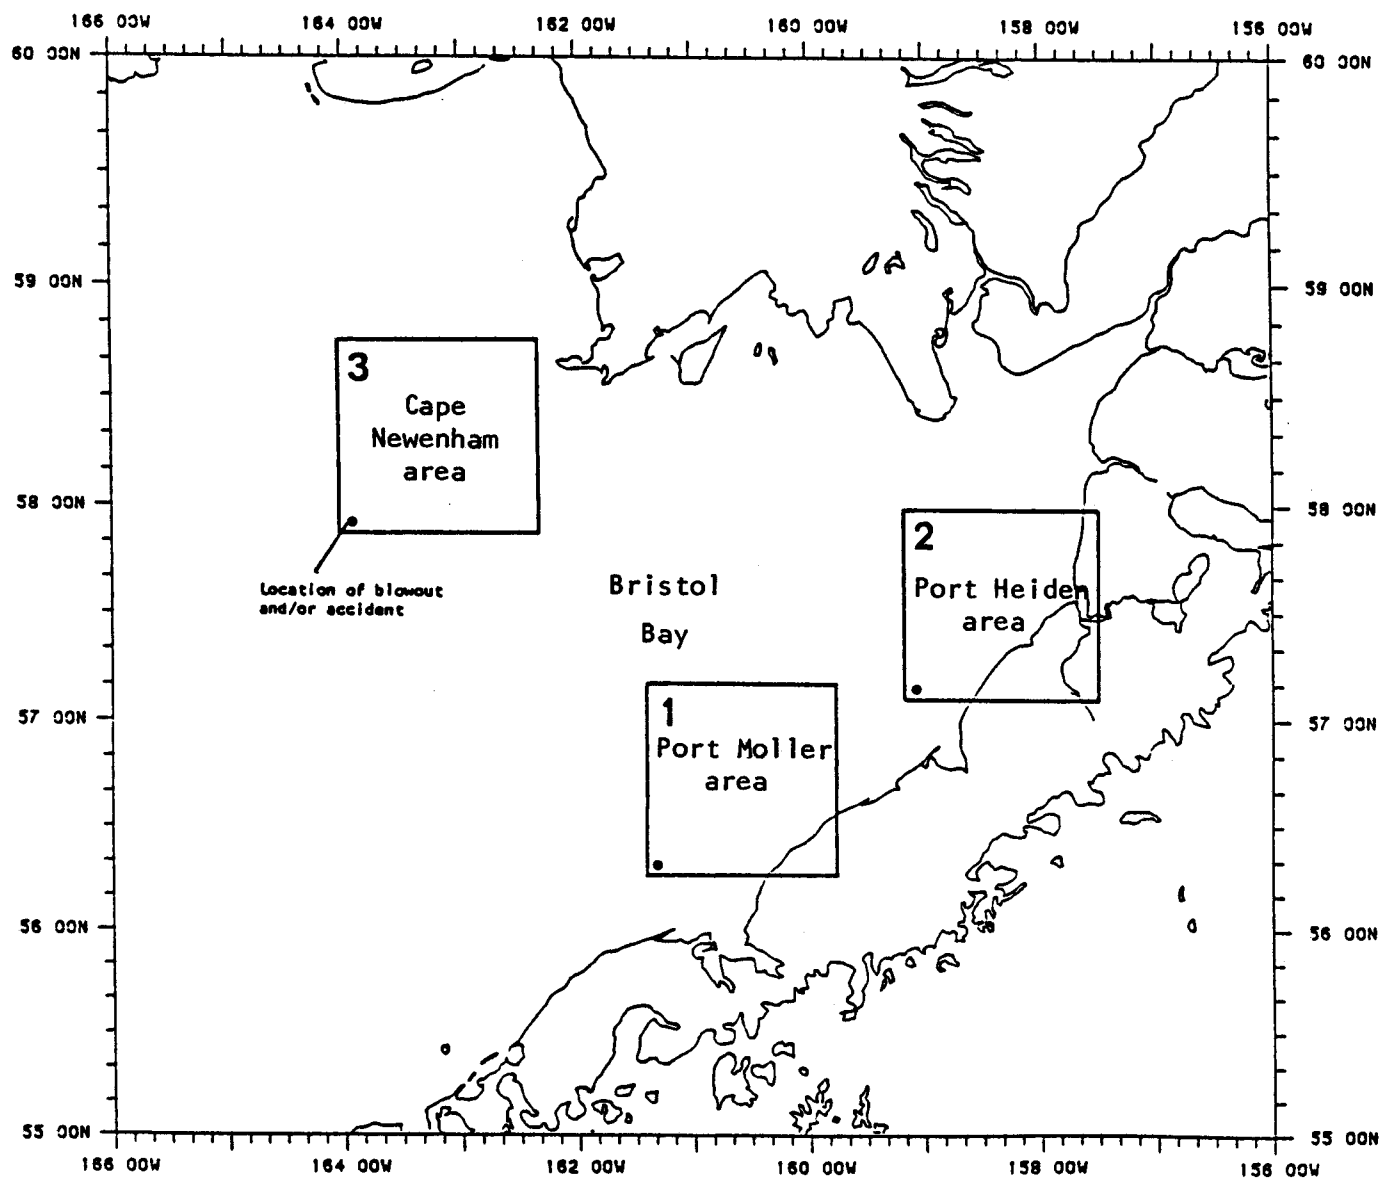 166 00W 164 00W 162 00W 160 00W 158 00W 156 00W
60 00N 60 00N
59 00N 59 00N
3
Cape
Newenham
area
58 00N 58 00N
2
Location of blowout
and/or accident
Bristol
Bay
Port Heiden
area
1
57 00N 57 00N
Port Moller
area
56 00N 56 00N
55 00N 55 00N
166 00W 164 00W 162 00W 160 00W 158 00W 156 00W